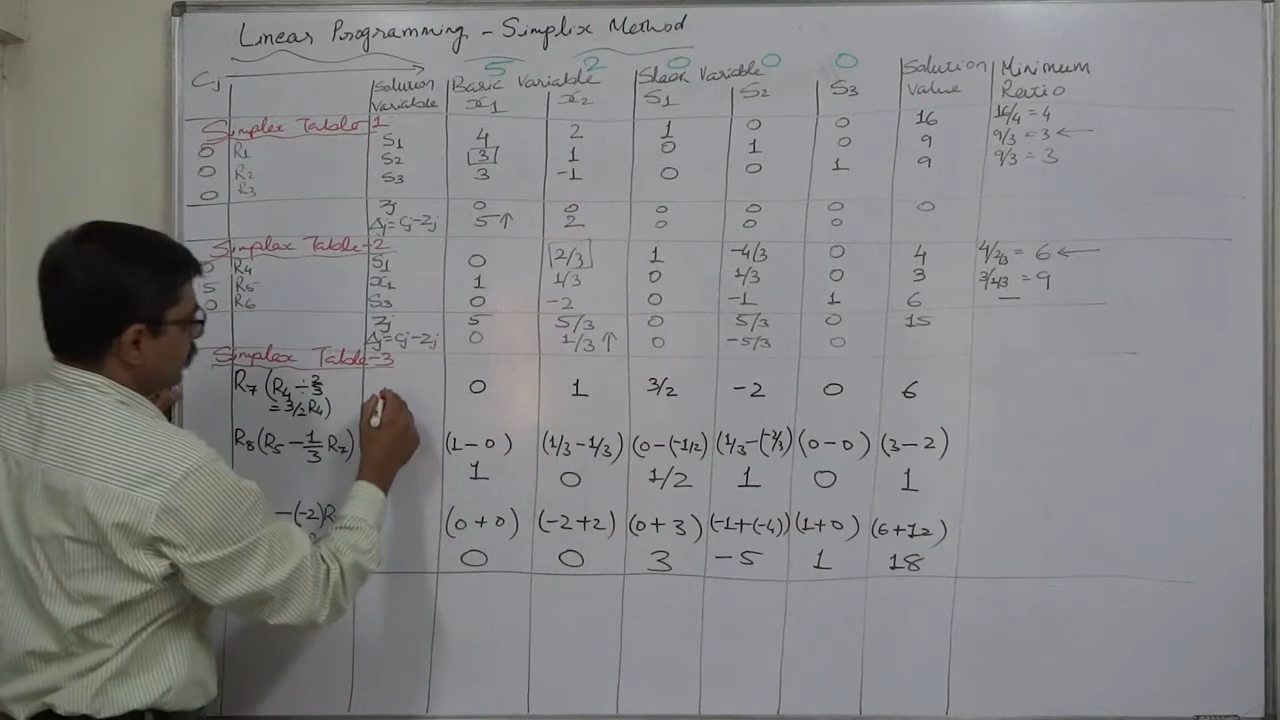 Linear Programming - Simplix Method
Cj 5 2 0 0 0
Solution Variable Basic Variable Slack Variable Solution Value Minimum Ratio
x1 x2 S1 S2 S3
Simplex Table 1 16 16/4 = 4
0 R1 S1 4 2 1 0 0 9 9/3 = 3 ←
0 R2 S2 3 1 0 1 0 9 9/3 = 3
0 R3 S3 3 -1 0 0 1
Zj 0 0 0 0 0 0
Δj=Cj-Zj 5↑ 2 0 0 0
Simplex Table-2
0 R4 S1 0 2/3 1 -4/3 0 4 4/2/3 = 6 ←
5 R5 x1 1 1/3 0 1/3 0 3 3/1/3 = 9
0 R6 S3 0 -2 0 -1 1 6 —
Zj 5 5/3 0 5/3 0 15
Δj=Cj-Zj 0 1/3↑ 0 -5/3 0
Simplex Table-3
R7 (R4 ÷ 2/3 0 1 3/2 -2 0 6
= 3/2 R4)
R8(R5 - 1/3 R7) (1-0) (1/3-1/3) (0-(-1/2) (1/3-(-2/3) (0-0) (3-2)
1 0 1/2 1 0 1
-(-2)R (0+0) (-2+2) (0+3) (-1+(-4)) (1+0) (6+12)
0 0 3 -5 1 18